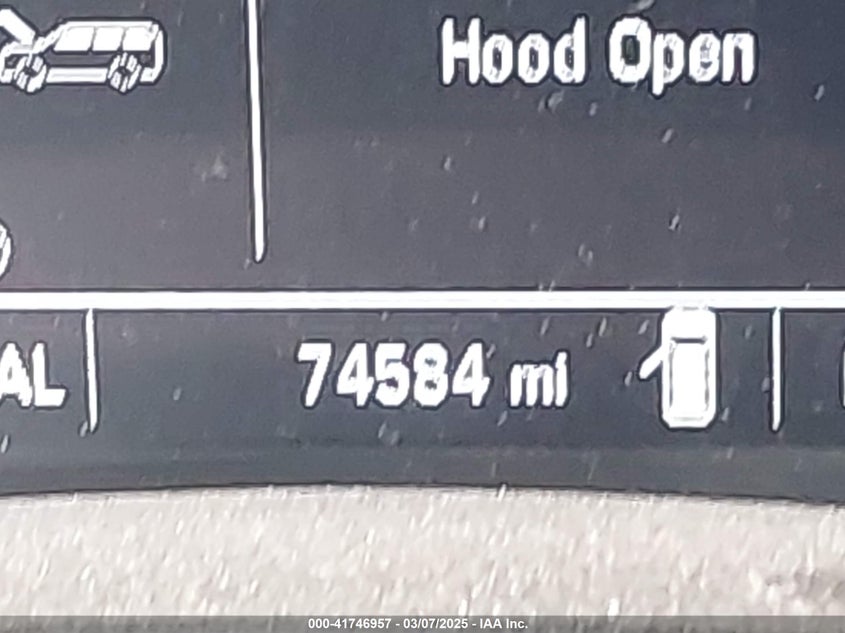 Hood Open
AL
74584 mi
000-41746957 - 03/07/2025 - IAA Inc.